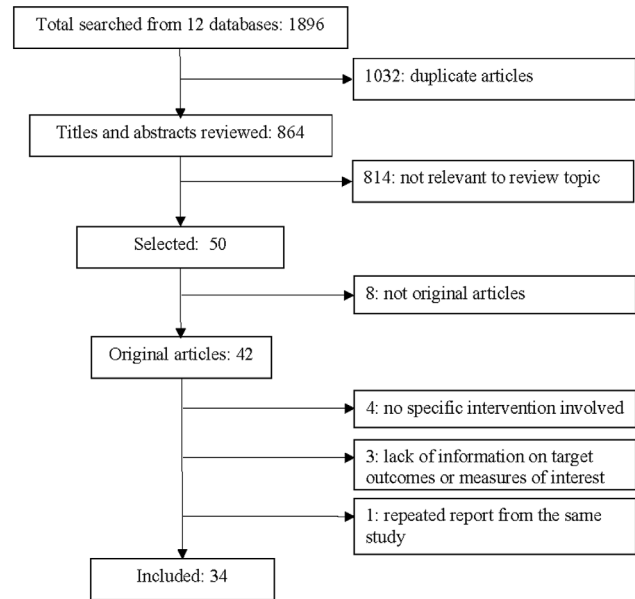 Total searched from 12 databases: 1896
1032: duplicate articles
Titles and abstracts reviewed: 864
814: not relevant to review topic
Selected: 50
8: not original articles
Original articles: 42
4: no specific intervention involved
3: lack of information on target
outcomes or measures of interest
1: repeated report from the same
study
Included: 34